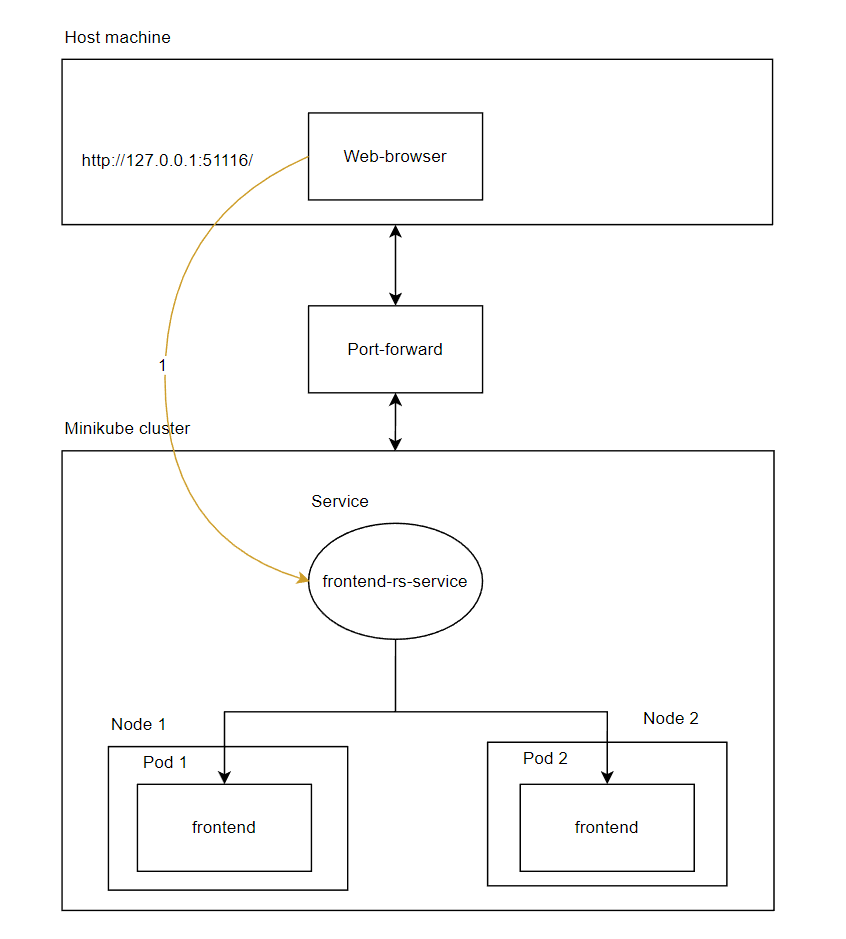 Host machine
Web-browser
http://127.0.0.1:51116/
Port-forward
1
Minikube cluster
Service
frontend-rs-service
Node 1
Node 2
Pod 1
Pod 2
frontend
frontend